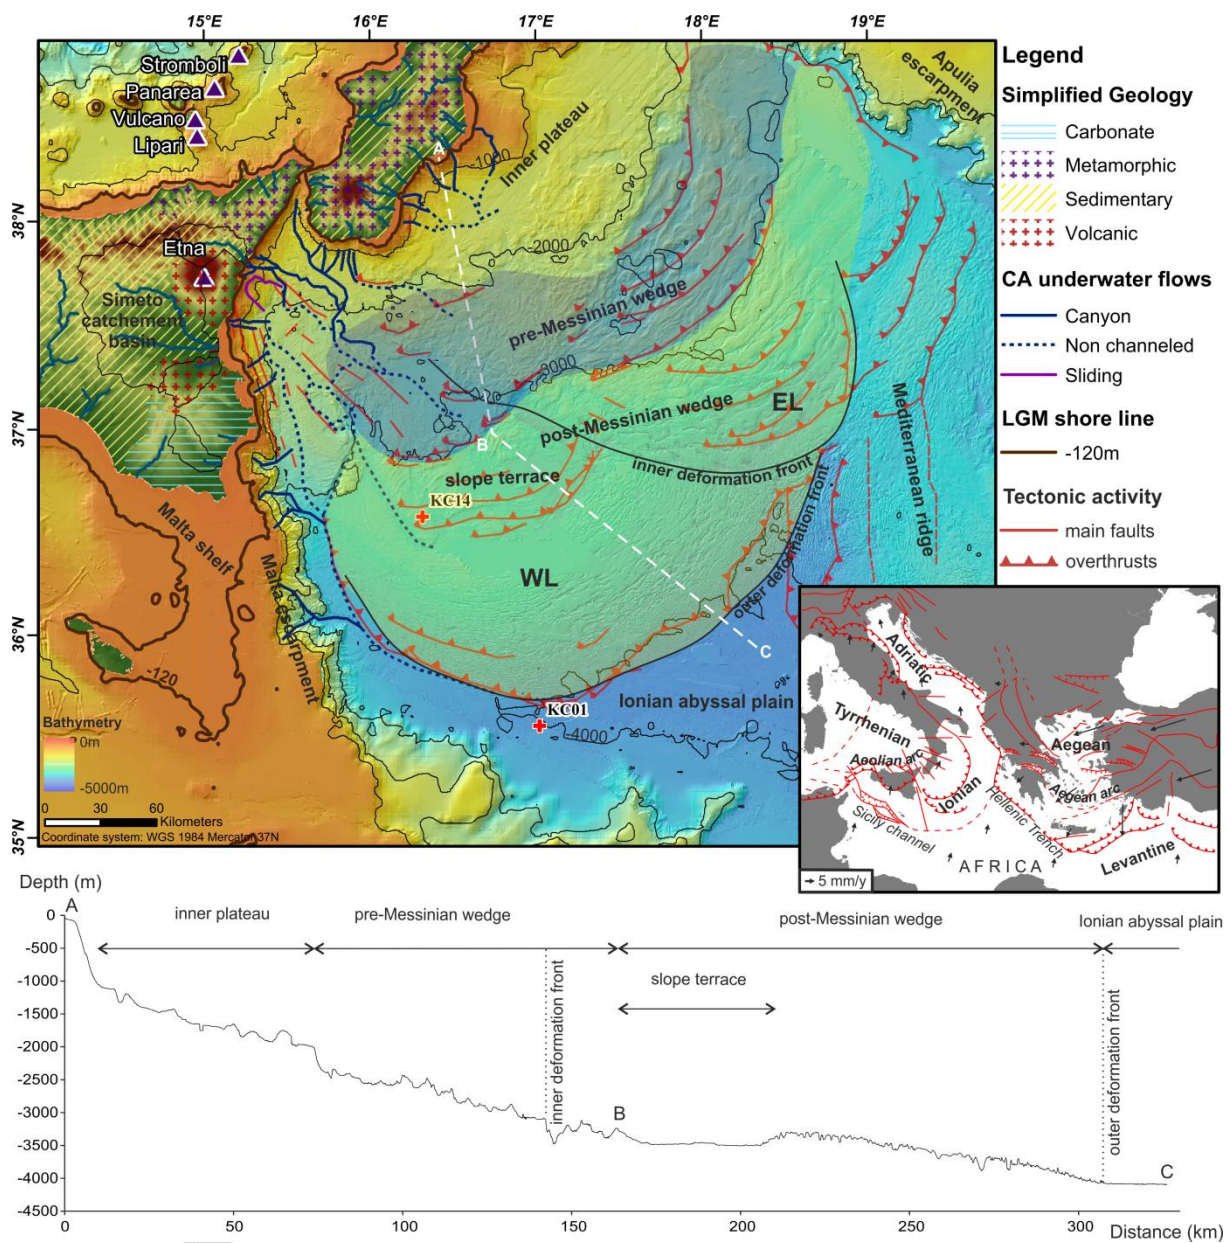 15°E 16°E 17°E 18°E 19°E
38°N
37°N
36°N
35°N
Stromboli
Panarea
Vulcano
Lipari
Etna
Simeto
catchement
basin
A
-1000
Inner plateau
-2000
Apulia
escarpment
pre-Messinian wedge
-3000
B
post-Messinian wedge
EL
inner deformation front
slope terrace
KC14
WL
outer deformation front
Mediterranean ridge
C
Malta shelf
Malta escarpment
-120
KC01
-4000
Ionian abyssal plain
Bathymetry
0m
-5000m
0 30 60
Kilometers
Coordinate system: WGS 1984 Mercator 37N
Legend
Simplified Geology
Carbonate
Metamorphic
Sedimentary
Volcanic
CA underwater flows
Canyon
Non channeled
Sliding
LGM shore line
-120m
Tectonic activity
main faults
overthrusts
Adriatic
Tyrrhenian
Aeolian arc
Ionian
Aegean
Aegean arc
Hellenic Trench
Sicily channel
AFRICA
Levantine
5 mm/y
Depth (m)
A
inner plateau
pre-Messinian wedge
post-Messinian wedge
Ionian abyssal plain
slope terrace
inner deformation front
outer deformation front
B
C
0
-500
-1000
-1500
-2000
-2500
-3000
-3500
-4000
-4500
0 50 100 150 200 250 300
Distance (km)